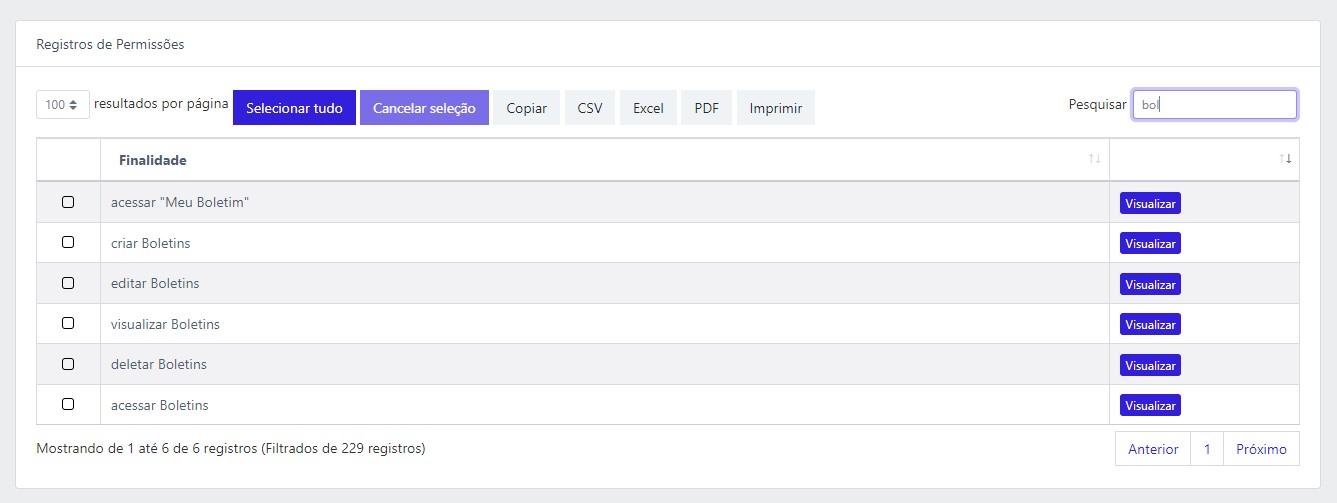 Registros de Permissões
100 resultados por página Selecionar tudo Cancelar seleção Copiar CSV Excel PDF Imprimir Pesquisar bol
Finalidade
acessar "Meu Boletim" Visualizar
criar Boletins Visualizar
editar Boletins Visualizar
visualizar Boletins Visualizar
deletar Boletins Visualizar
acessar Boletins Visualizar
Mostrando de 1 até 6 de 6 registros (Filtrados de 229 registros) Anterior 1 Próximo